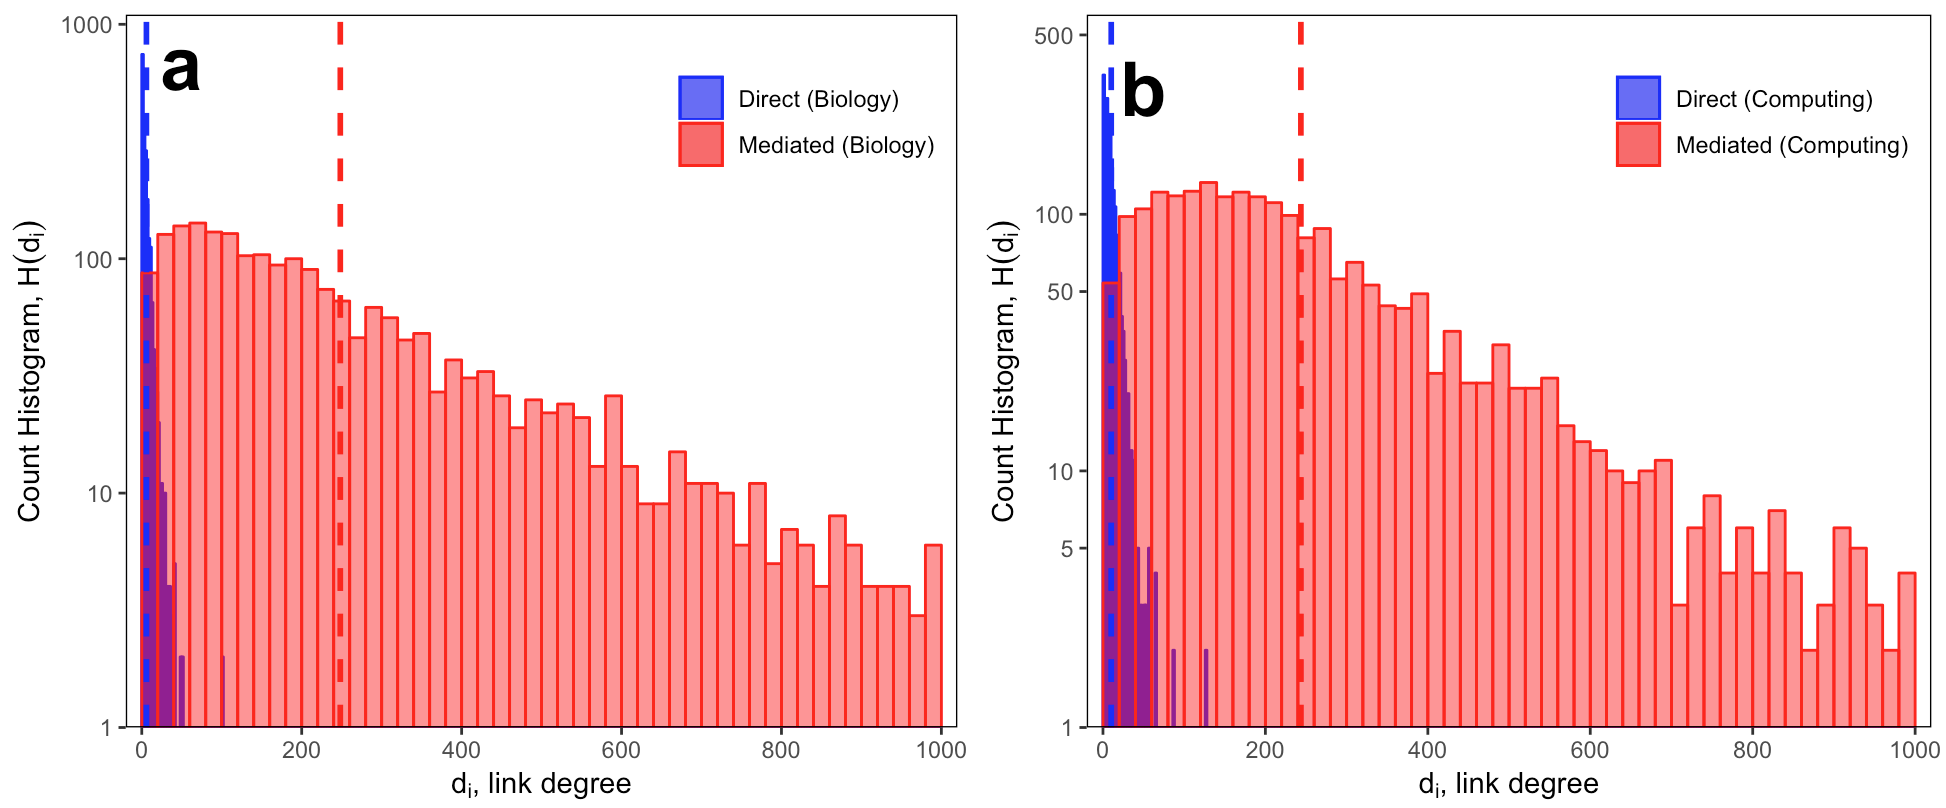 a
1000
100
10
1
Count Histogram, H(dᵢ)
Direct (Biology)
Mediated (Biology)
0 200 400 600 800 1000
dᵢ, link degree
b
500
100
50
10
5
1
Count Histogram, H(dᵢ)
Direct (Computing)
Mediated (Computing)
0 200 400 600 800 1000
dᵢ, link degree